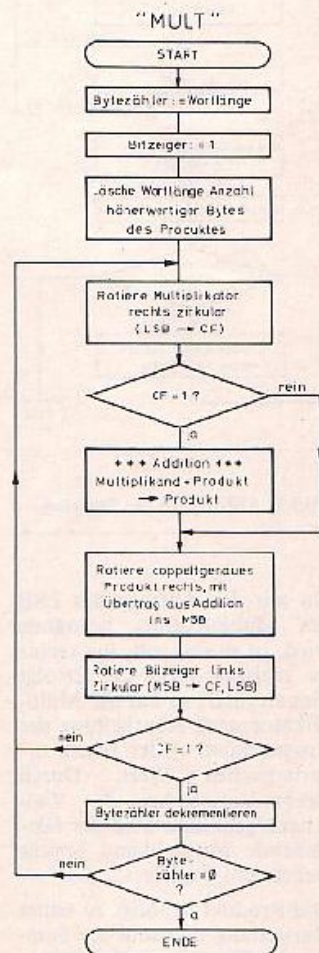 "MULT"
START
Bytezähler:=Wortlänge
Bitzeiger:=1
Lösche Wortlänge Anzahl
höherwertiger Bytes
des Produktes
Rotiere Multiplikator
rechts zirkular
(LSB → CF)
CF=1?
nein
ja
+++ Addition +++
Multiplikand+Produkt
→ Produkt
Rotiere doppeltgenaues
Produkt rechts, mit
Übertrag aus Addition
ins MSB
Rotiere Bitzeiger links
zirkular (MSB → CF, LSB)
nein
CF=1?
ja
Bytezähler dekrementieren
nein
Byte-
zähler=Ø
?
ja
ENDE